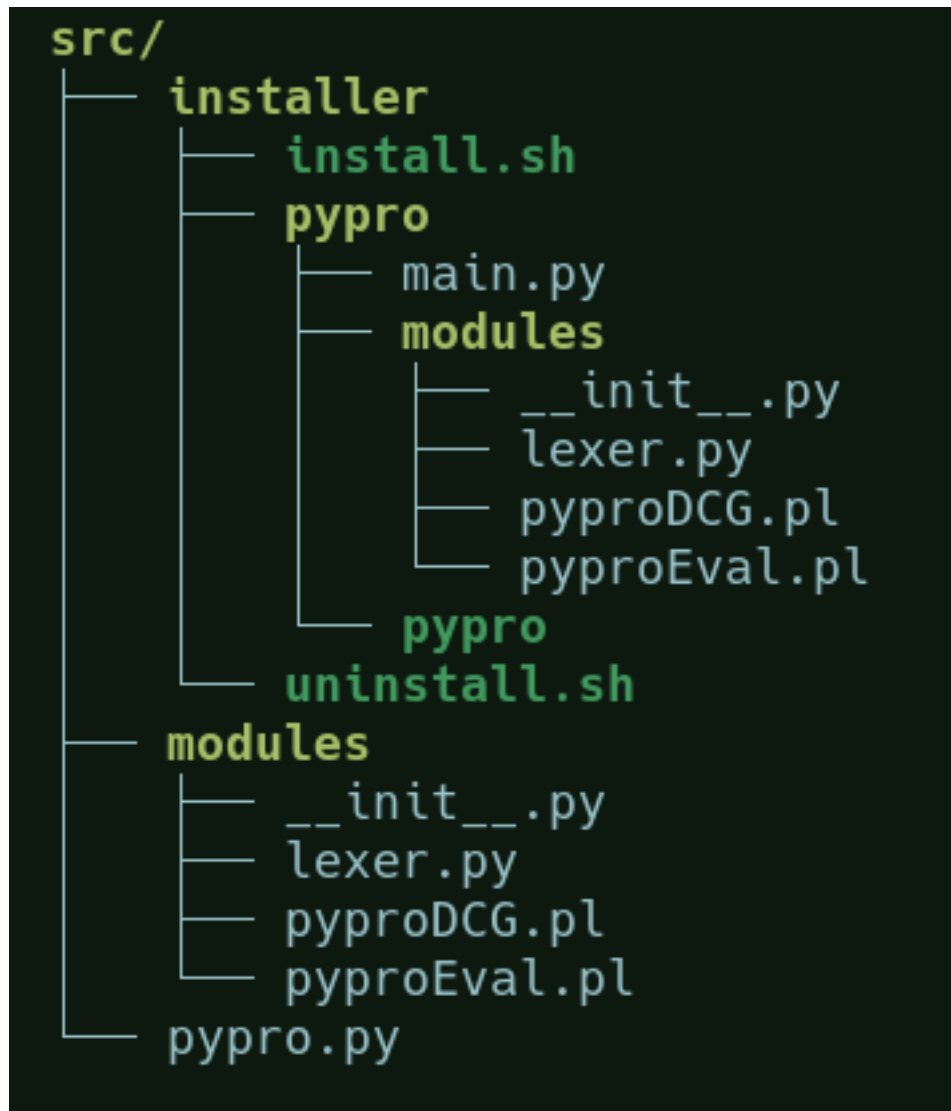 src/
installer
install.sh
pypro
main.py
modules
__init__.py
lexer.py
pyproDCG.pl
pyproEval.pl
pypro
uninstall.sh
modules
__init__.py
lexer.py
pyproDCG.pl
pyproEval.pl
pypro.py